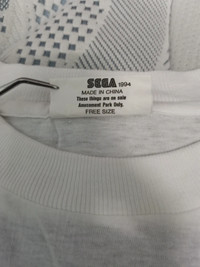 SEGA 1994
MADE IN CHINA
These things are on sale
Amusement Park Only.
FREE SIZE